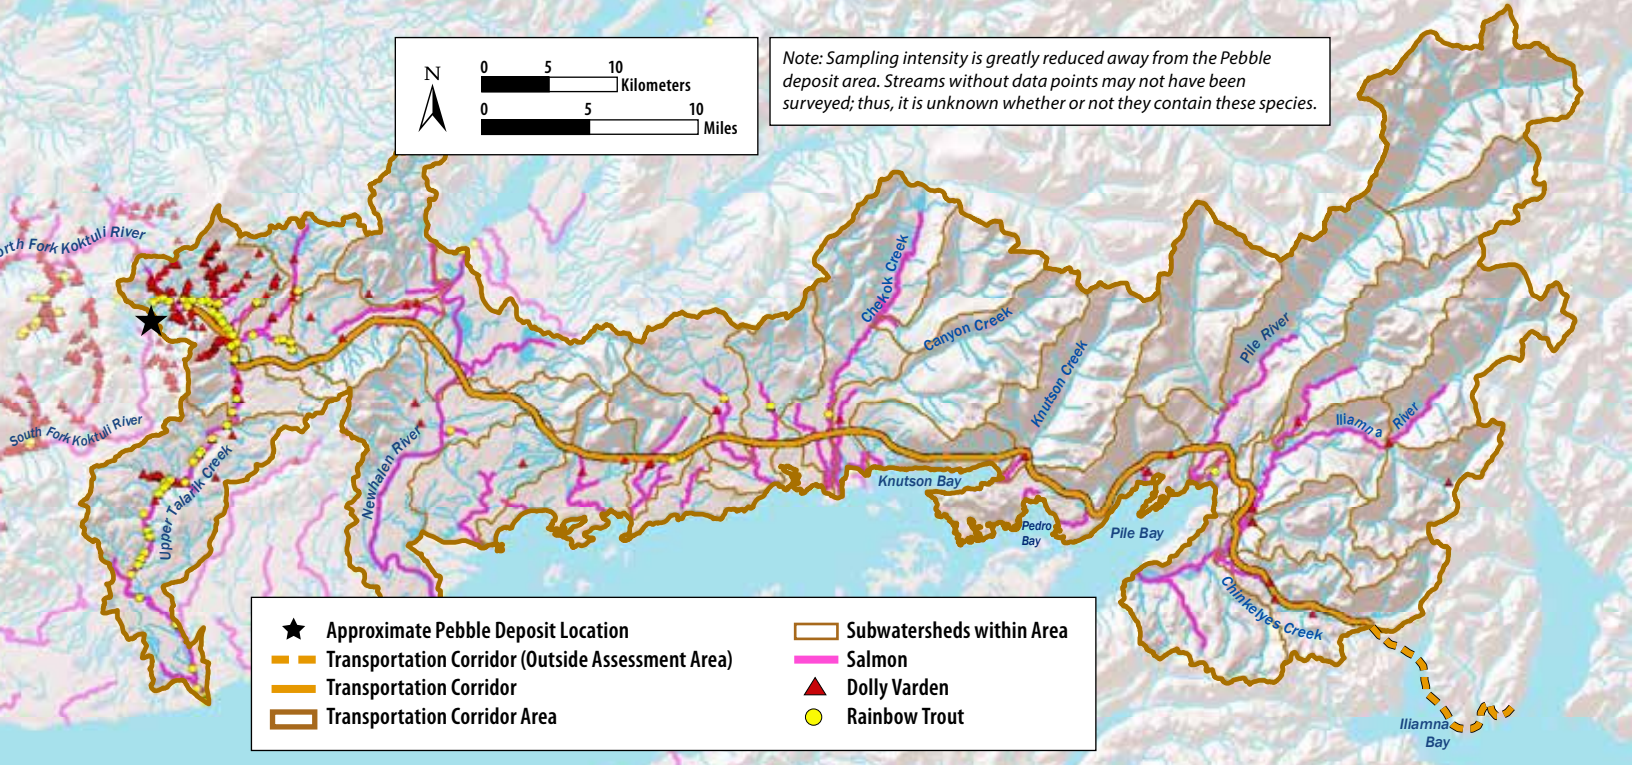 N
0 5 10
Kilometers
0 5 10
Miles
Note: Sampling intensity is greatly reduced away from the Pebble
deposit area. Streams without data points may not have been
surveyed; thus, it is unknown whether or not they contain these species.
orth Fork Koktuli River
South Fork Koktuli River
Upper Talarik Creek
Newhalen River
Chekok Creek
Canyon Creek
Knutson Creek
Pile River
Iliamna River
Knutson Bay
Pedro
Bay
Pile Bay
Chinkelyes Creek
Iliamna
Bay
Approximate Pebble Deposit Location
Transportation Corridor (Outside Assessment Area)
Transportation Corridor
Transportation Corridor Area
Subwatersheds within Area
Salmon
Dolly Varden
Rainbow Trout